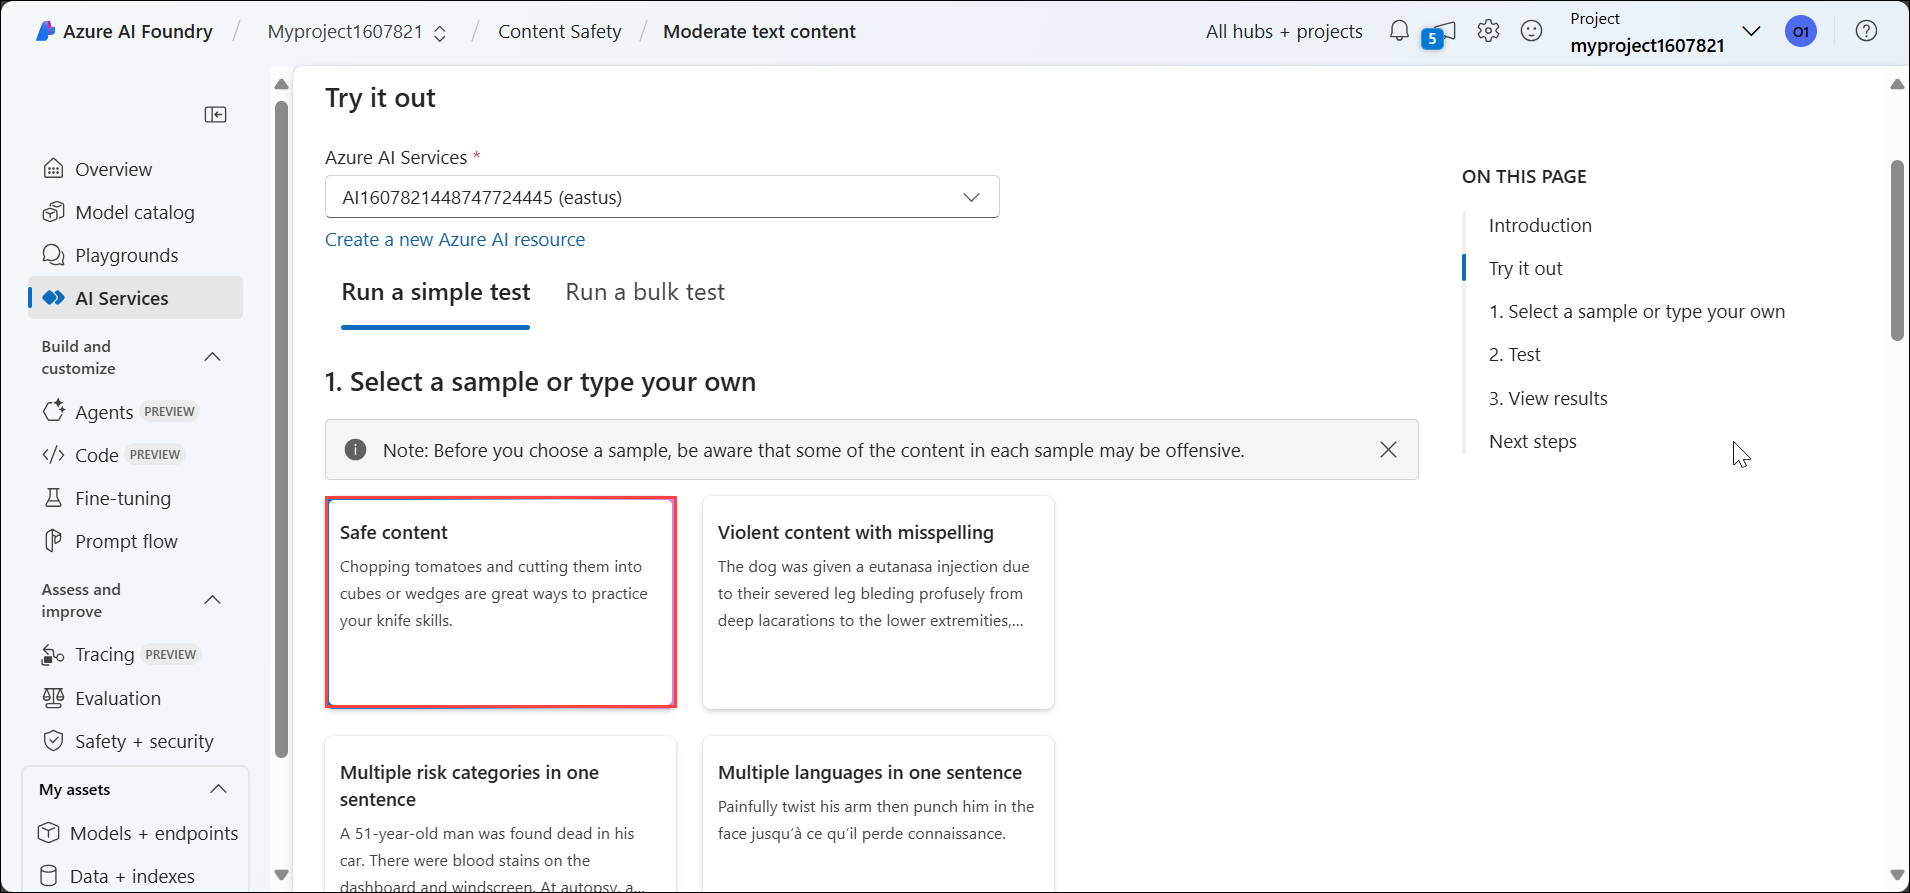 Azure AI Foundry / Myproject1607821 / Content Safety / Moderate text content
All hubs + projects
5
Project
myproject1607821
O1
Try it out
Azure AI Services *
AI1607821448747724445 (eastus)
Create a new Azure AI resource
Run a simple test
Run a bulk test
1. Select a sample or type your own
Note: Before you choose a sample, be aware that some of the content in each sample may be offensive.
Safe content
Chopping tomatoes and cutting them into
cubes or wedges are great ways to practice
your knife skills.
Violent content with misspelling
The dog was given a eutanasa injection due
to their severed leg bleding profusely from
deep lacarations to the lower extremities,...
Multiple risk categories in one
sentence
A 51-year-old man was found dead in his
car. There were blood stains on the
dashboard and windscreen. At autopsy, a...
Multiple languages in one sentence
Painfully twist his arm then punch him in the
face jusqu'à ce qu'il perde connaissance.
Overview
Model catalog
Playgrounds
AI Services
Build and
customize
Agents PREVIEW
Code PREVIEW
Fine-tuning
Prompt flow
Assess and
improve
Tracing PREVIEW
Evaluation
Safety + security
My assets
Models + endpoints
Data + indexes
ON THIS PAGE
Introduction
Try it out
1. Select a sample or type your own
2. Test
3. View results
Next steps